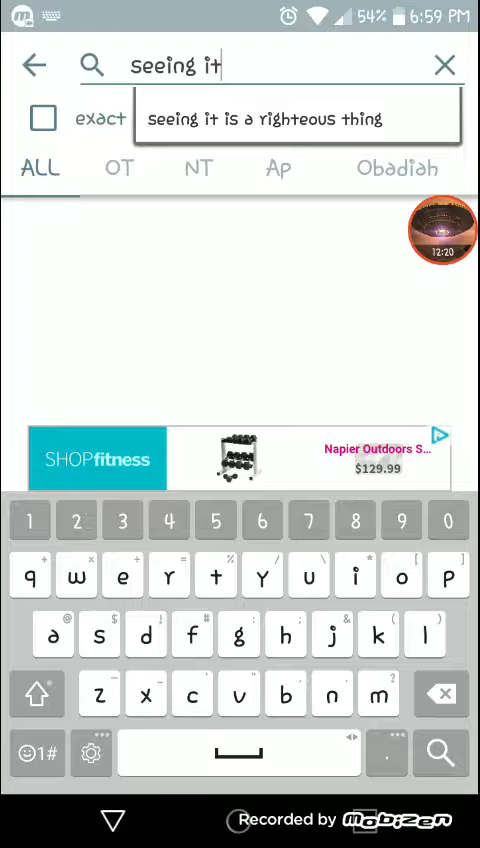 54% 6:59 PM
seeing it
exact
seeing it is a righteous thing
ALL OT NT Ap Obadiah
12:20
SHOPfitness
Napier Outdoors S...
$129.99
1 2 3 4 5 6 7 8 9 0
+ × ÷ = % / \ * [ ]
q w e r t y u i o p
@ $ ! # : ; & ( )
a s d f g h j k l
- _ ' " , ?
z x c v b n m
1#
.
Recorded by Mobizen